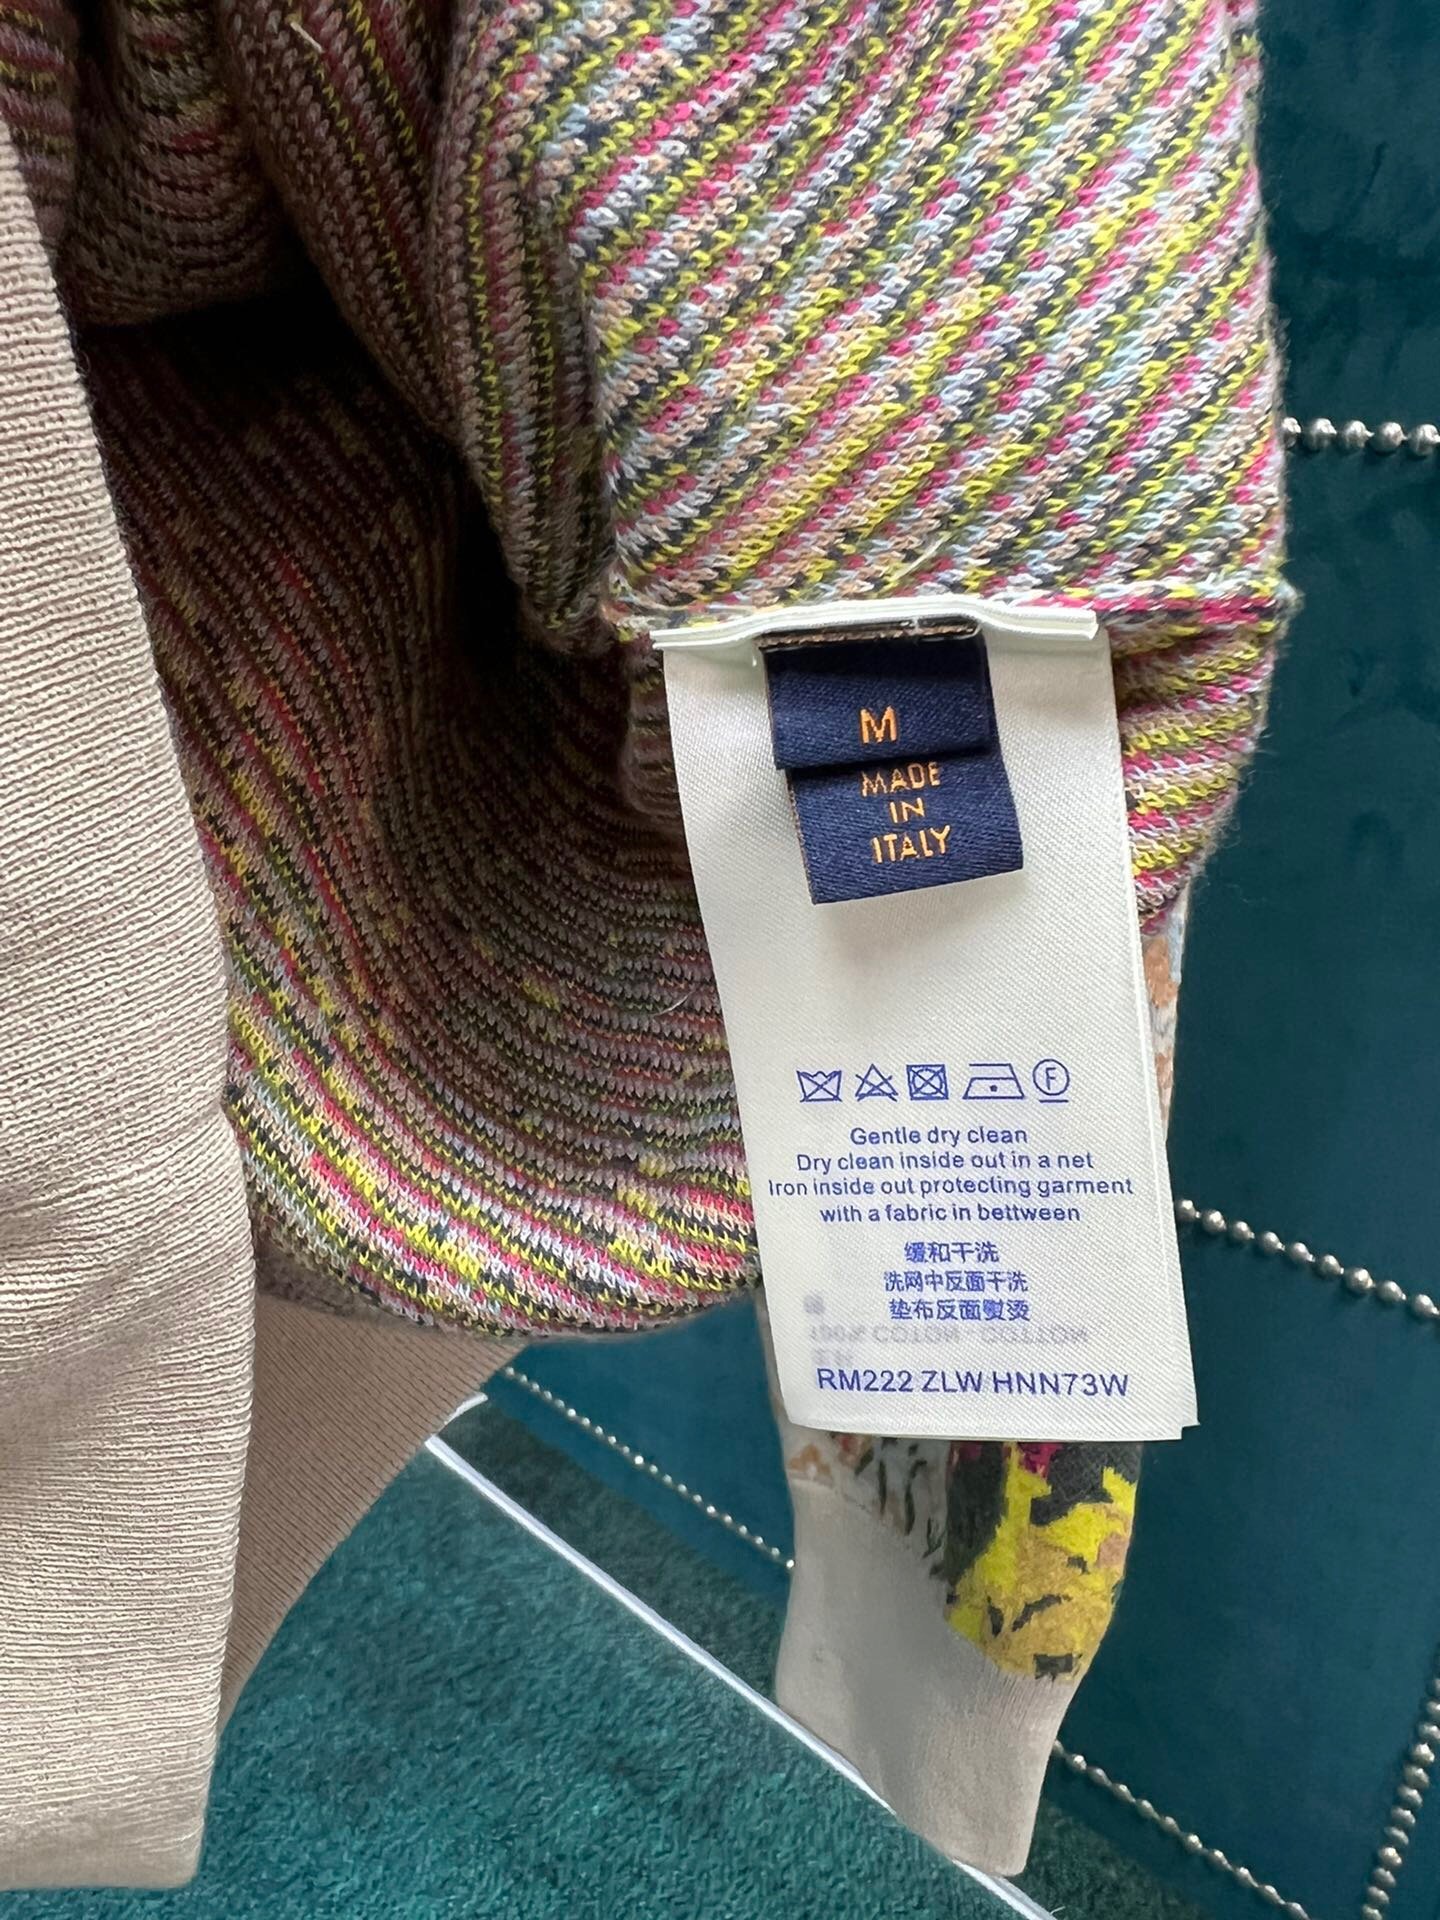 M
MADE
IN
ITALY
F
Gentle dry clean
Dry clean inside out in a net
Iron inside out protecting garment
with a fabric in bettween
缓和干洗
洗网中反面干洗
垫布反面熨烫
RM222 ZLW HNN73W